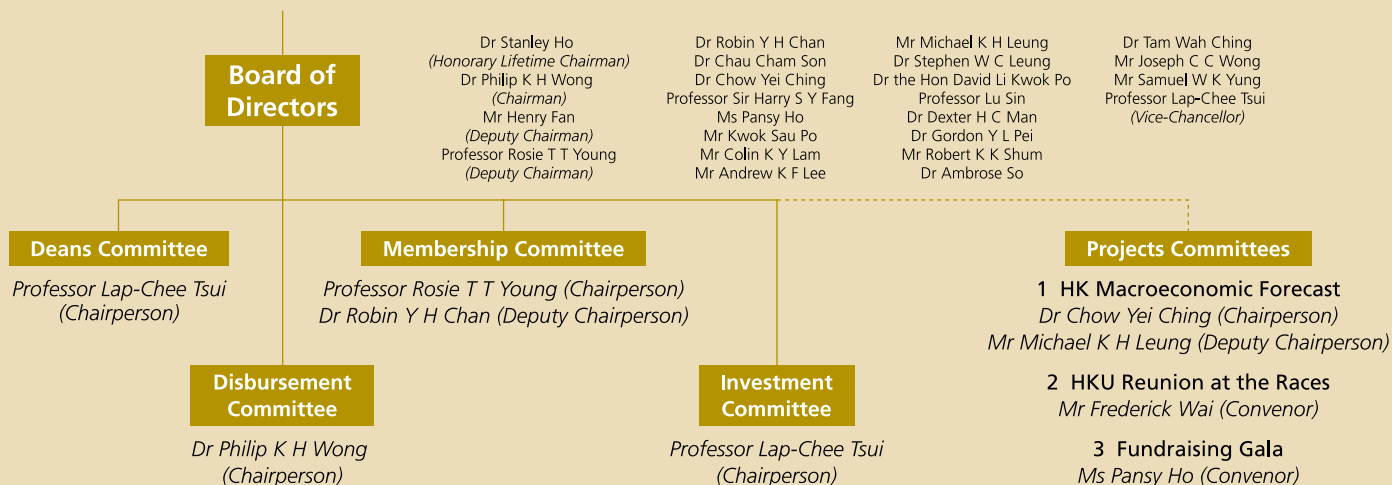 Board of
Directors
Dr Stanley Ho
(Honorary Lifetime Chairman)
Dr Philip K H Wong
(Chairman)
Mr Henry Fan
(Deputy Chairman)
Professor Rosie T T Young
(Deputy Chairman)
Dr Robin Y H Chan
Dr Chau Cham Son
Dr Chow Yei Ching
Professor Sir Harry S Y Fang
Ms Pansy Ho
Mr Kwok Sau Po
Mr Colin K Y Lam
Mr Andrew K F Lee
Mr Michael K H Leung
Dr Stephen W C Leung
Dr the Hon David Li Kwok Po
Professor Lu Sin
Dr Dexter H C Man
Dr Gordon Y L Pei
Mr Robert K K Shum
Dr Ambrose So
Dr Tam Wah Ching
Mr Joseph C C Wong
Mr Samuel W K Yung
Professor Lap-Chee Tsui
(Vice-Chancellor)
Deans Committee
Professor Lap-Chee Tsui
(Chairperson)
Membership Committee
Professor Rosie T T Young (Chairperson)
Dr Robin Y H Chan (Deputy Chairperson)
Projects Committees
1 HK Macroeconomic Forecast
Dr Chow Yei Ching (Chairperson)
Mr Michael K H Leung (Deputy Chairperson)
2 HKU Reunion at the Races
Mr Frederick Wai (Convenor)
3 Fundraising Gala
Ms Pansy Ho (Convenor)
Disbursement
Committee
Dr Philip K H Wong
(Chairperson)
Investment
Committee
Professor Lap-Chee Tsui
(Chairperson)